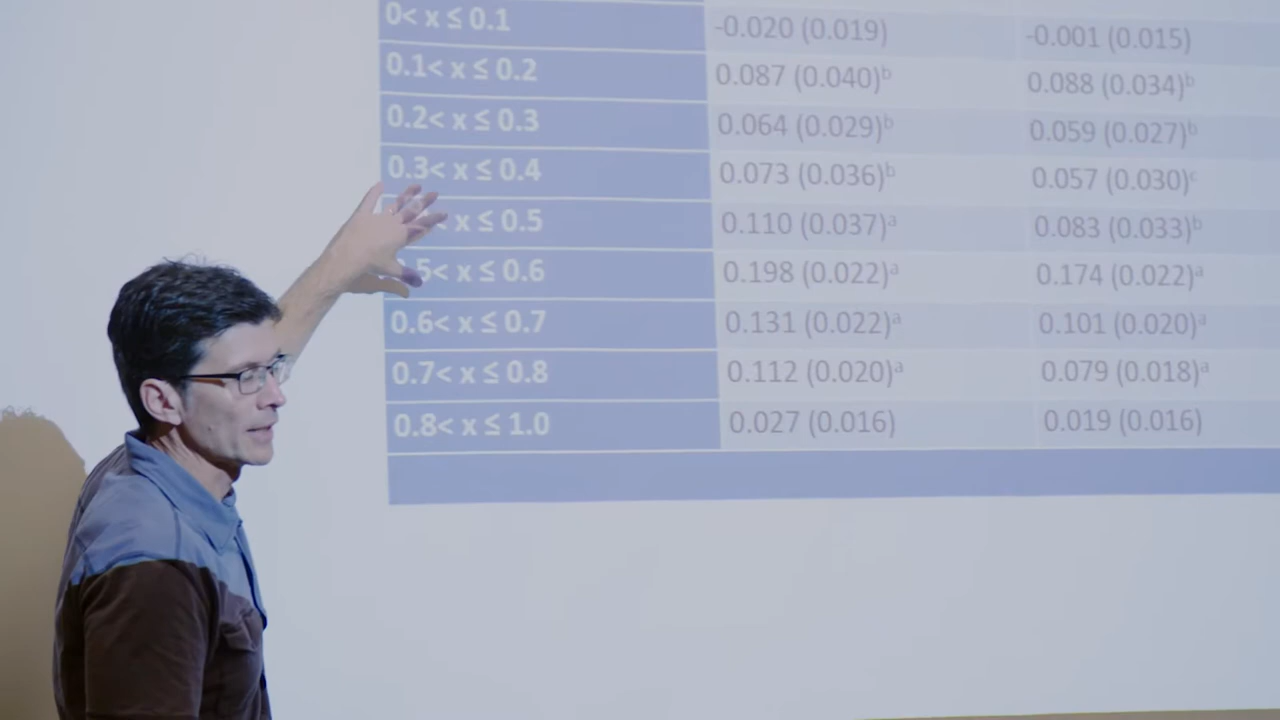 0< x ≤ 0.1 -0.020 (0.019) -0.001 (0.015)
0.1< x ≤ 0.2 0.087 (0.040)ᵇ 0.088 (0.034)ᵇ
0.2< x ≤ 0.3 0.064 (0.029)ᵇ 0.059 (0.027)ᵇ
0.3< x ≤ 0.4 0.073 (0.036)ᵇ 0.057 (0.030)ᶜ
< x ≤ 0.5 0.110 (0.037)ᵃ 0.083 (0.033)ᵇ
5< x ≤ 0.6 0.198 (0.022)ᵃ 0.174 (0.022)ᵃ
0.6< x ≤ 0.7 0.131 (0.022)ᵃ 0.101 (0.020)ᵃ
0.7< x ≤ 0.8 0.112 (0.020)ᵃ 0.079 (0.018)ᵃ
0.8< x ≤ 1.0 0.027 (0.016) 0.019 (0.016)